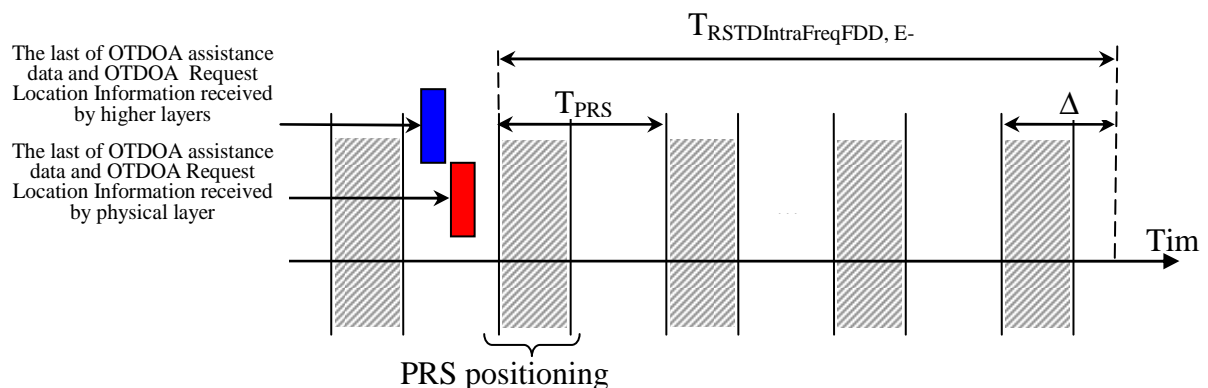 The last of OTDOA assistance
data and OTDOA Request
Location Information received
by higher layers
The last of OTDOA assistance
data and OTDOA Request
Location Information received
by physical layer
TRSTDIntraFreqFDD, E-
TPRS
Δ
. . .
Tim
PRS positioning